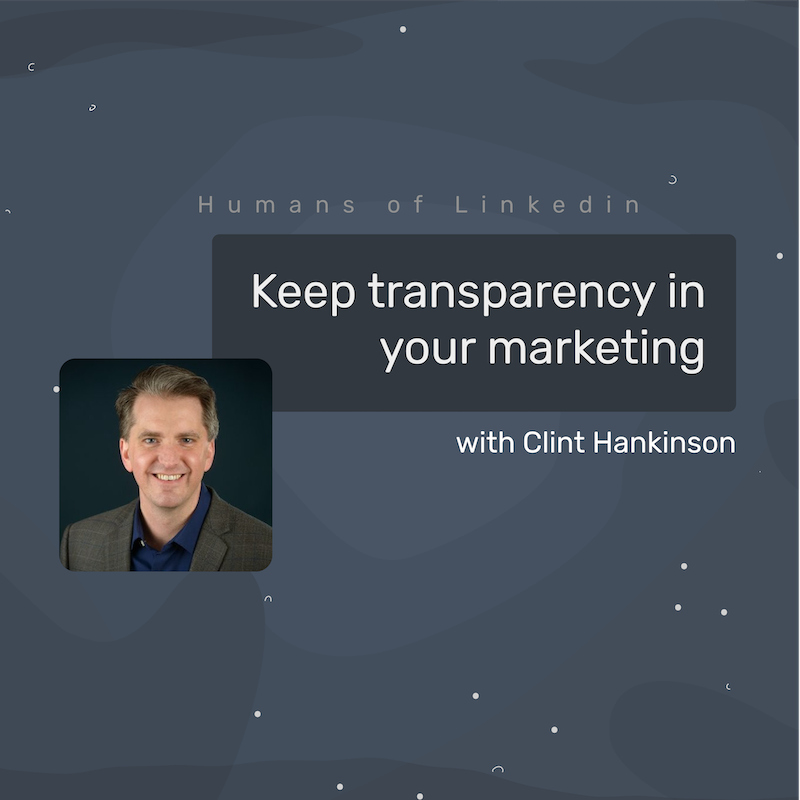 Humans of Linkedin
Keep transparency in
your marketing
with Clint Hankinson